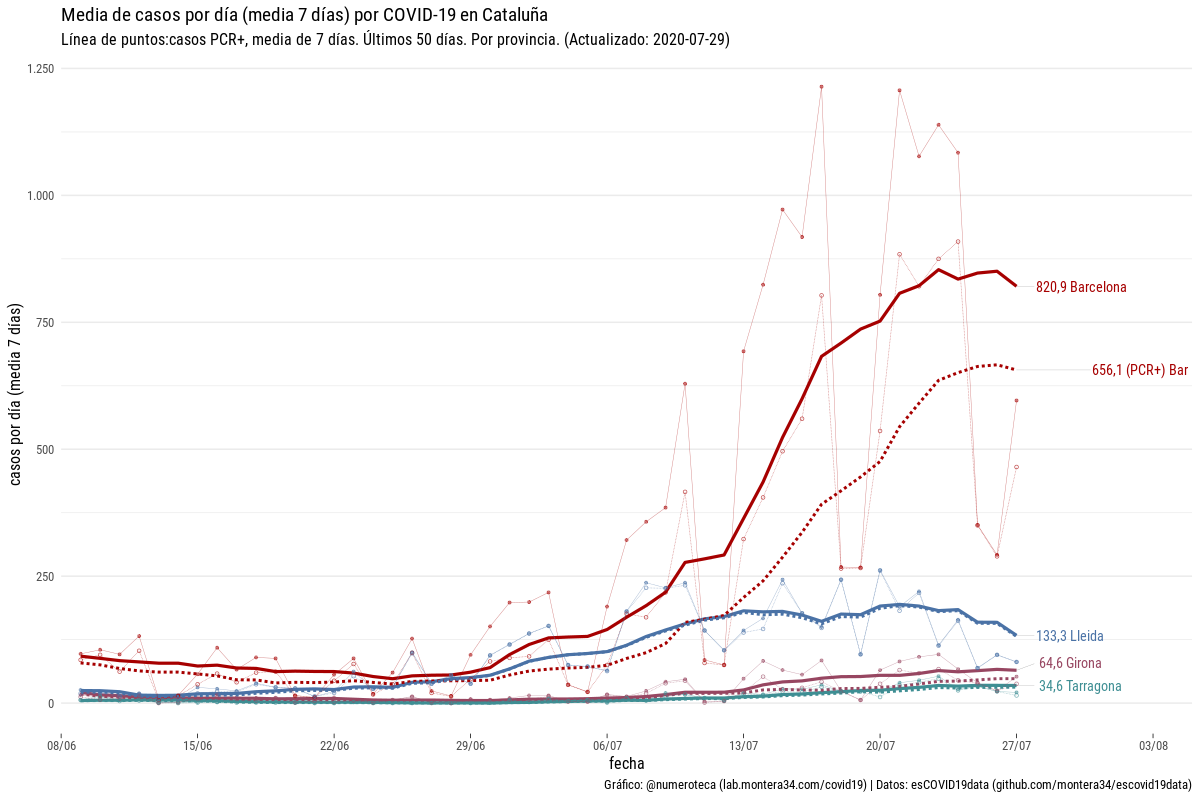 Media de casos por día (media 7 días) por COVID-19 en Cataluña
Línea de puntos:casos PCR+, media de 7 días. Últimos 50 días. Por provincia. (Actualizado: 2020-07-29)
casos por día (media 7 días)
1.250
1.000
750
500
250
0
820,9 Barcelona
656,1 (PCR+) Bar
133,3 Lleida
64,6 Girona
34,6 Tarragona
08/06
15/06
22/06
29/06
06/07
13/07
20/07
27/07
03/08
fecha
Gráfico: @numeroteca (lab.montera34.com/covid19) | Datos: esCOVID19data (github.com/montera34/escovid19data)